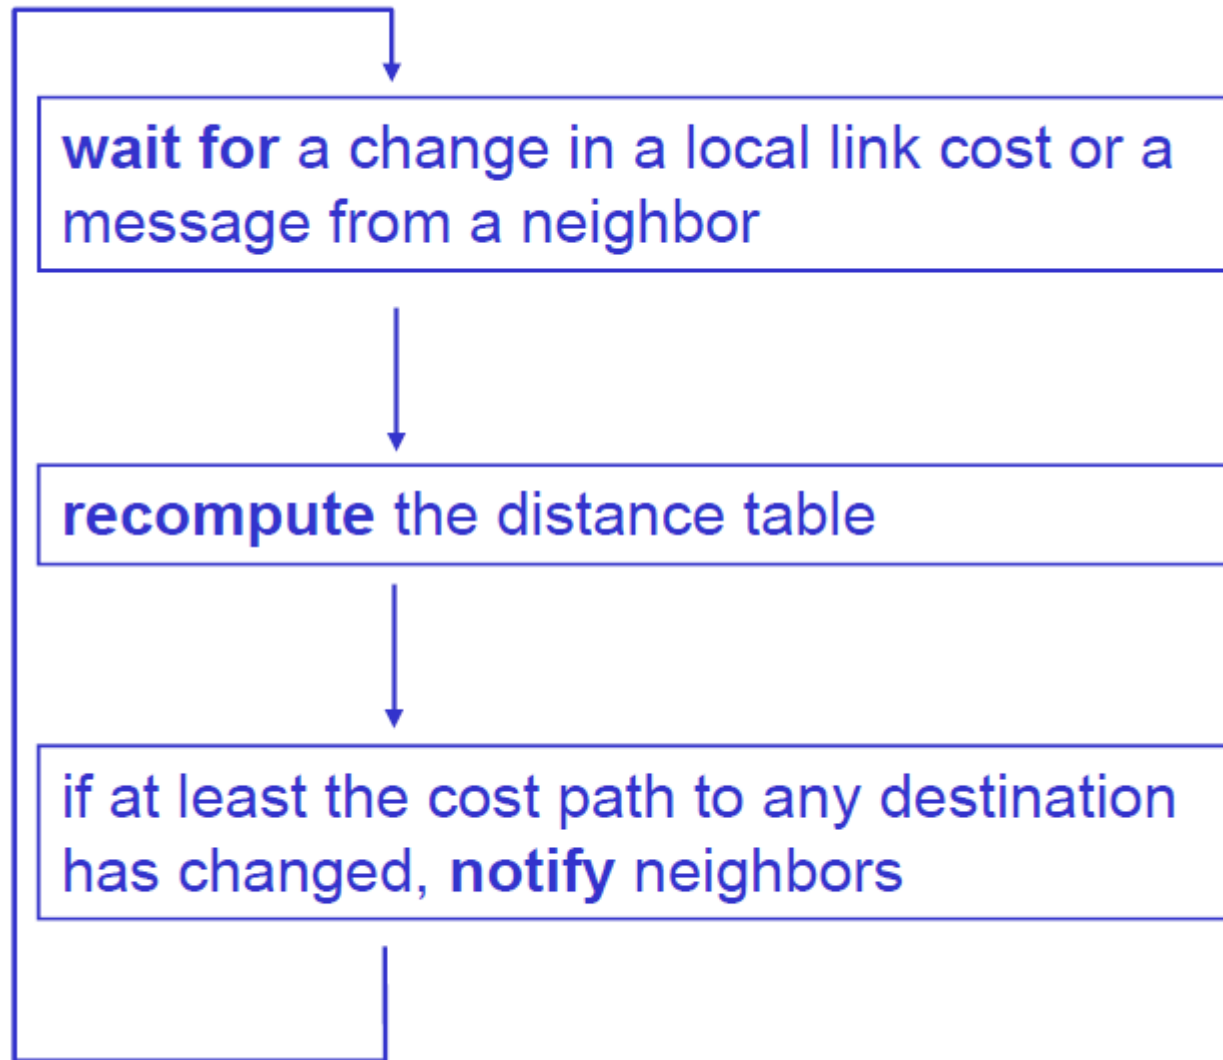 wait for a change in a local link cost or a
message from a neighbor
recompute the distance table
if at least the cost path to any destination
has changed, notify neighbors